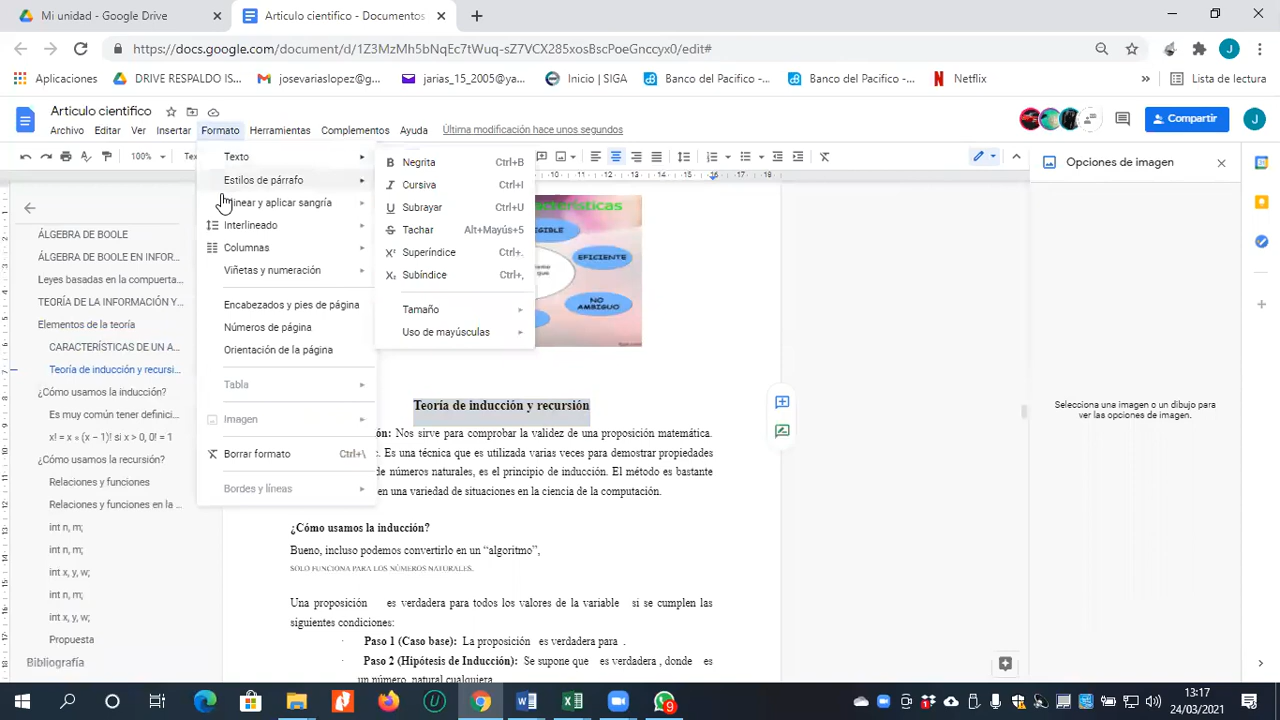 Mi unidad - Google Drive
Articulo cientifico - Documentos
https://docs.google.com/document/d/1Z3MzMh5bNqEc7tWuq-sZ7VCX285xosBscPoeGnccyx0/edit#
Aplicaciones
DRIVE RESPALDO IS...
josevariaslopez@g...
jarias_15_2005@ya...
Inicio | SIGA
Banco del Pacifico -...
Banco del Pacifico -...
Netflix
»
Lista de lectura
Articulo cientifico
Archivo Editar Ver Insertar Formato Herramientas Complementos Ayuda Última modificación hace unos segundos
Compartir
J
100%
Opciones de imagen
Selecciona una imagen o un dibujo para
ver las opciones de imagen.
ÁLGEBRA DE BOOLE
ÁLGEBRA DE BOOLE EN INFOR...
Leyes basadas en la compuerta...
TEORÍA DE LA INFORMACIÓN Y...
Elementos de la teoría
CARACTERÍSTICAS DE UN A...
Teoría de inducción y recursi...
¿Cómo usamos la inducción?
Es muy común tener definici...
x! = x ∗ (x − 1)! si x > 0, 0! = 1
¿Cómo usamos la recursión?
Relaciones y funciones
Relaciones y funciones en la ...
int n, m;
int n, m;
int x, y, w;
int n, m;
int x, y, w;
Propuesta
Bibliografía
Texto
Estilos de párrafo
linear y aplicar sangría
Interlineado
Columnas
Viñetas y numeración
Encabezados y pies de página
Números de página
Orientación de la página
Tabla
Imagen
Borrar formato Ctrl+\
Bordes y líneas
B Negrita Ctrl+B
I Cursiva Ctrl+I
U Subrayar Ctrl+U
S Tachar Alt+Mayús+5
X² Superíndice Ctrl+.
X₂ Subíndice Ctrl+,
Tamaño
Uso de mayúsculas
EFICIENTE
NO
AMBIGUO
Teoría de inducción y recursión
Nos sirve para comprobar la validez de una proposición matemática.
Es una técnica que es utilizada varias veces para demostrar propiedades
de números naturales, es el principio de inducción. El método es bastante
en una variedad de situaciones en la ciencia de la computación.
¿Cómo usamos la inducción?
Bueno, incluso podemos convertirlo en un “algoritmo”,
SOLO FUNCIONA PARA LOS NÚMEROS NATURALES.
Una proposición es verdadera para todos los valores de la variable si se cumplen las
siguientes condiciones:
· Paso 1 (Caso base): La proposición es verdadera para .
· Paso 2 (Hipótesis de Inducción): Se supone que es verdadera , donde es
un número natural cualquiera.
9
13:17
24/03/2021